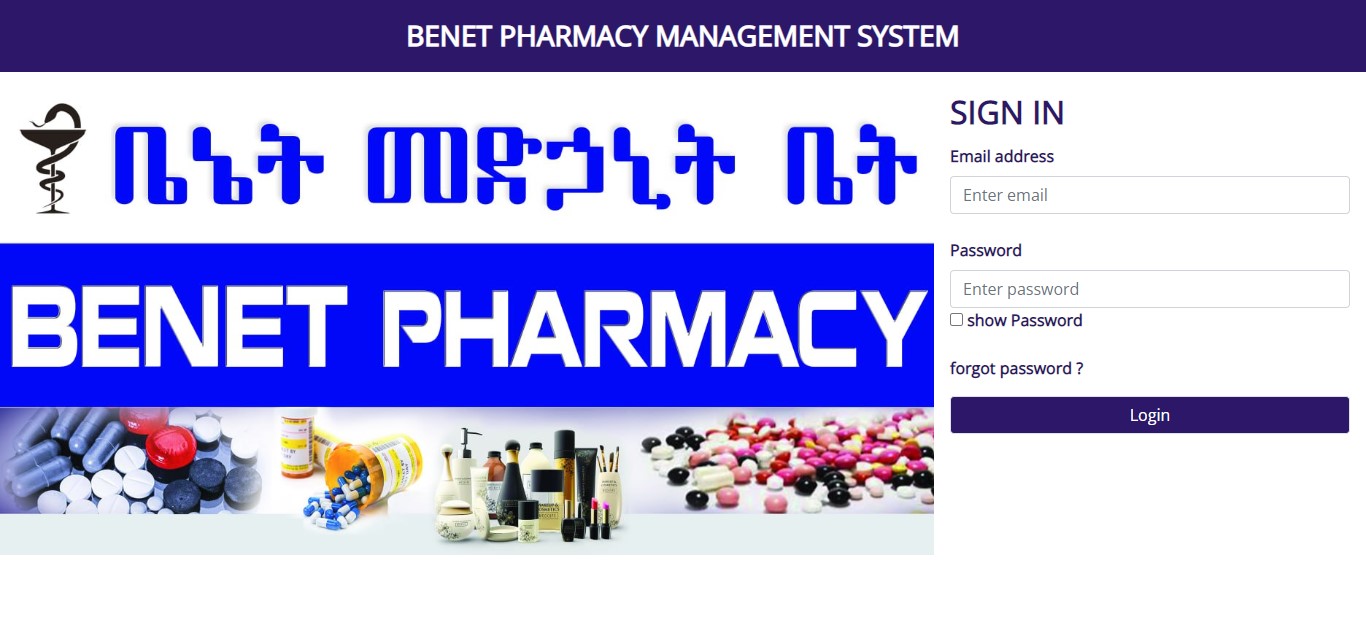 BENET PHARMACY MANAGEMENT SYSTEM
ቤኔት መድኃኒት ቤት
BENET PHARMACY
SIGN IN
Email address
Enter email
Password
Enter password
show Password
forgot password ?
Login